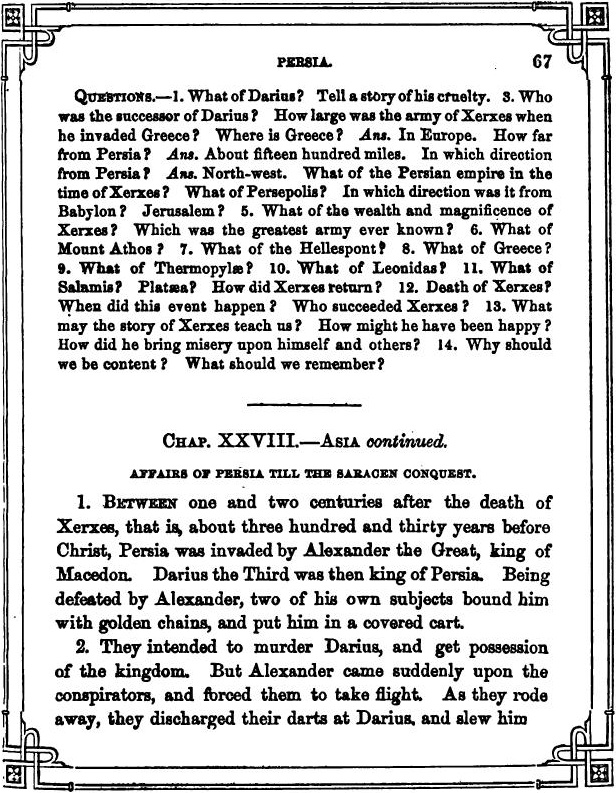 PERSIA. 67
QUESTIONS.—1. What of Darius? Tell a story of his cruelty. 3. Who
was the successor of Darius? How large was the army of Xerxes when
he invaded Greece? Where is Greece? Ans. In Europe. How far
from Persia? Ans. About fifteen hundred miles. In which direction
from Persia? Ans. North-west. What of the Persian empire in the
time of Xerxes? What of Persepolis? In which direction was it from
Babylon? Jerusalem? 5. What of the wealth and magnificence of
Xerxes? Which was the greatest army ever known? 6. What of
Mount Athos? 7. What of the Hellespont? 8. What of Greece?
9. What of Thermopylæ? 10. What of Leonidas? 11. What of
Salamis? Platæa? How did Xerxes return? 12. Death of Xerxes?
When did this event happen? Who succeeded Xerxes? 13. What
may the story of Xerxes teach us? How might he have been happy?
How did he bring misery upon himself and others? 14. Why should
we be content? What should we remember?
CHAP. XXVIII.—ASIA continued.
AFFAIRS OF PERSIA TILL THE SARACEN CONQUEST.
1. BETWEEN one and two centuries after the death of
Xerxes, that is, about three hundred and thirty years before
Christ, Persia was invaded by Alexander the Great, king of
Macedon. Darius the Third was then king of Persia. Being
defeated by Alexander, two of his own subjects bound him
with golden chains, and put him in a covered cart.
2. They intended to murder Darius, and get possession
of the kingdom. But Alexander came suddenly upon the
conspirators, and forced them to take flight. As they rode
away, they discharged their darts at Darius, and slew him